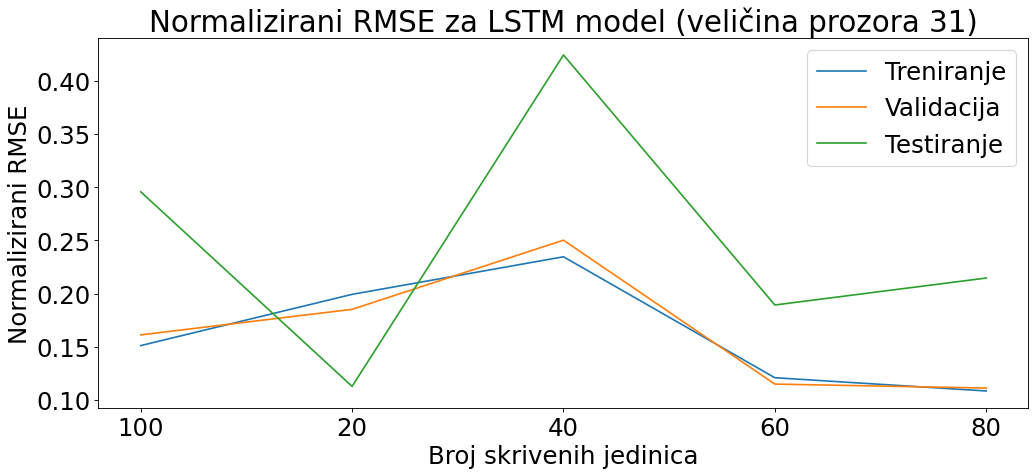 Normalizirani RMSE za LSTM model (veličina prozora 31)
Treniranje
Validacija
Testiranje
Normalizirani RMSE
0.40
0.35
0.30
0.25
0.20
0.15
0.10
100 20 40 60 80
Broj skrivenih jedinica